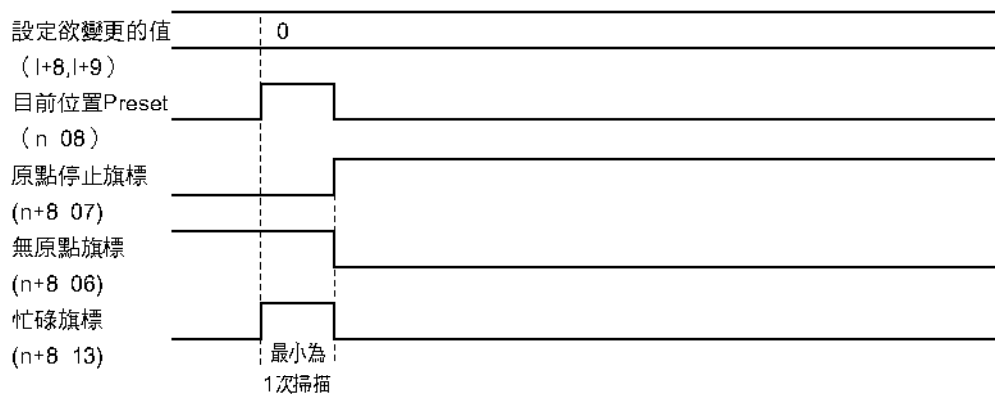 設定欲變更的值 0
（l+8,l+9）
目前位置Preset
（n 08）
原點停止旗標
(n+8 07)
無原點旗標
(n+8 06)
忙碌旗標
(n+8 13)
最小為
1次掃描